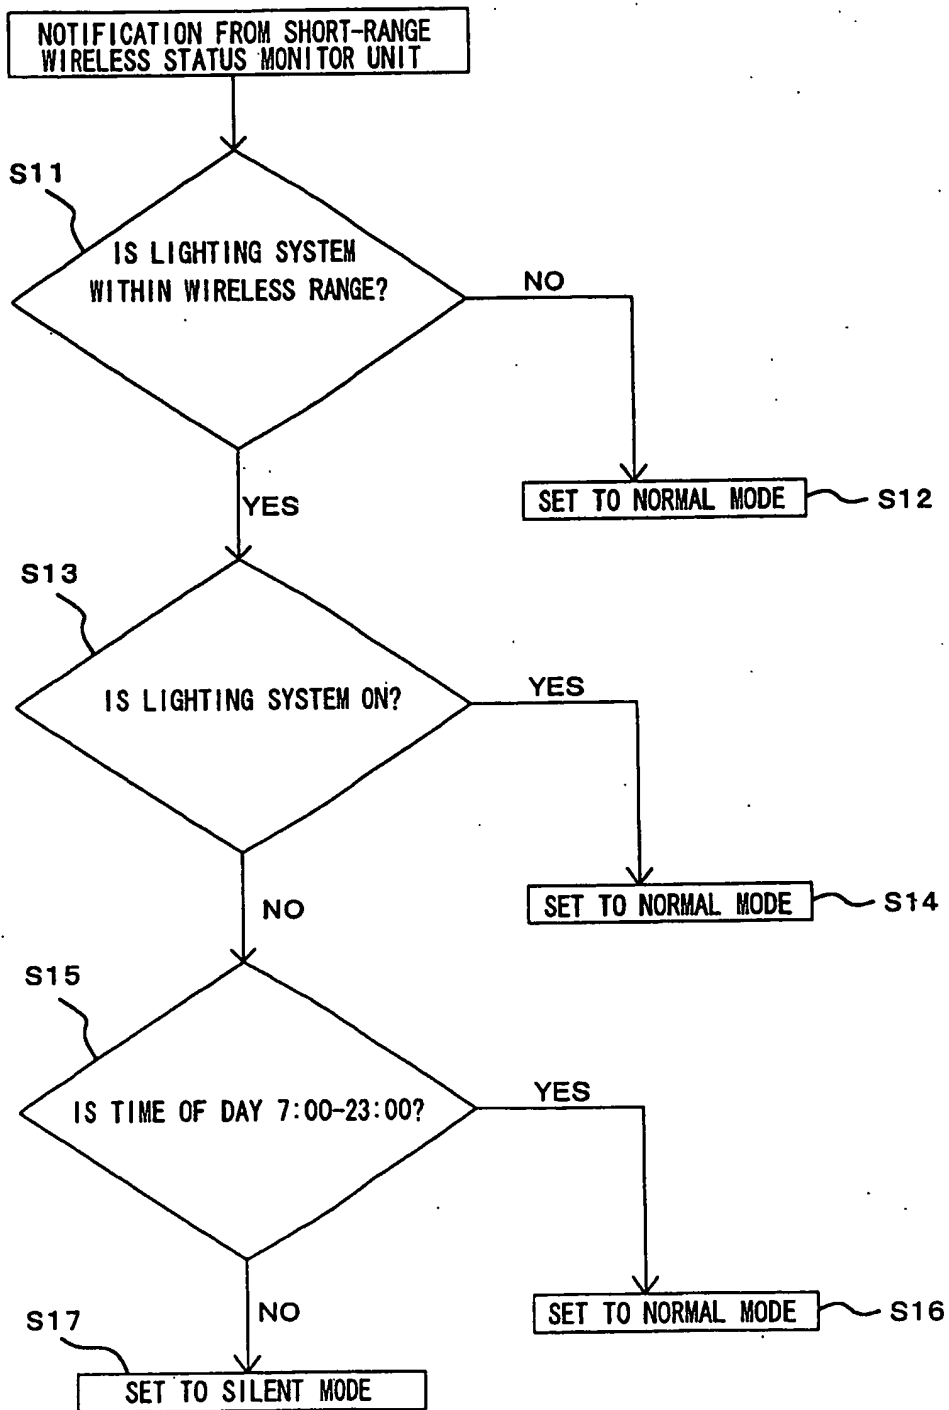 NOTIFICATION FROM SHORT-RANGE
WIRELESS STATUS MONITOR UNIT
S11
IS LIGHTING SYSTEM
WITHIN WIRELESS RANGE?
NO
YES
SET TO NORMAL MODE
S12
S13
IS LIGHTING SYSTEM ON?
YES
NO
SET TO NORMAL MODE
S14
S15
IS TIME OF DAY 7:00-23:00?
YES
NO
SET TO NORMAL MODE
S16
S17
SET TO SILENT MODE